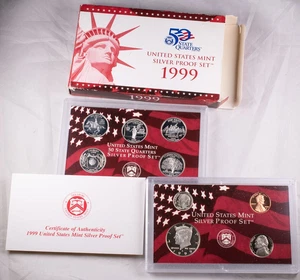 50
STATE
QUARTERS
UNITED STATES MINT
SILVER PROOF SET
1999
1999
UNITED STATES MINT
50 STATE QUARTERS
SILVER PROOF SET
Certificate of Authenticity
1999 United States Mint Silver Proof Set
UNITED STATES MINT
SILVER PROOF SET